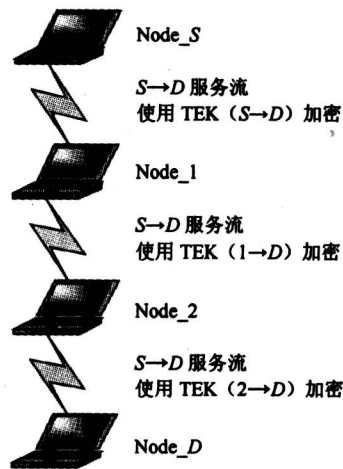 Node_S
S→D 服务流
使用 TEK（S→D）加密
Node_1
S→D 服务流
使用 TEK（1→D）加密
Node_2
S→D 服务流
使用 TEK（2→D）加密
Node_D